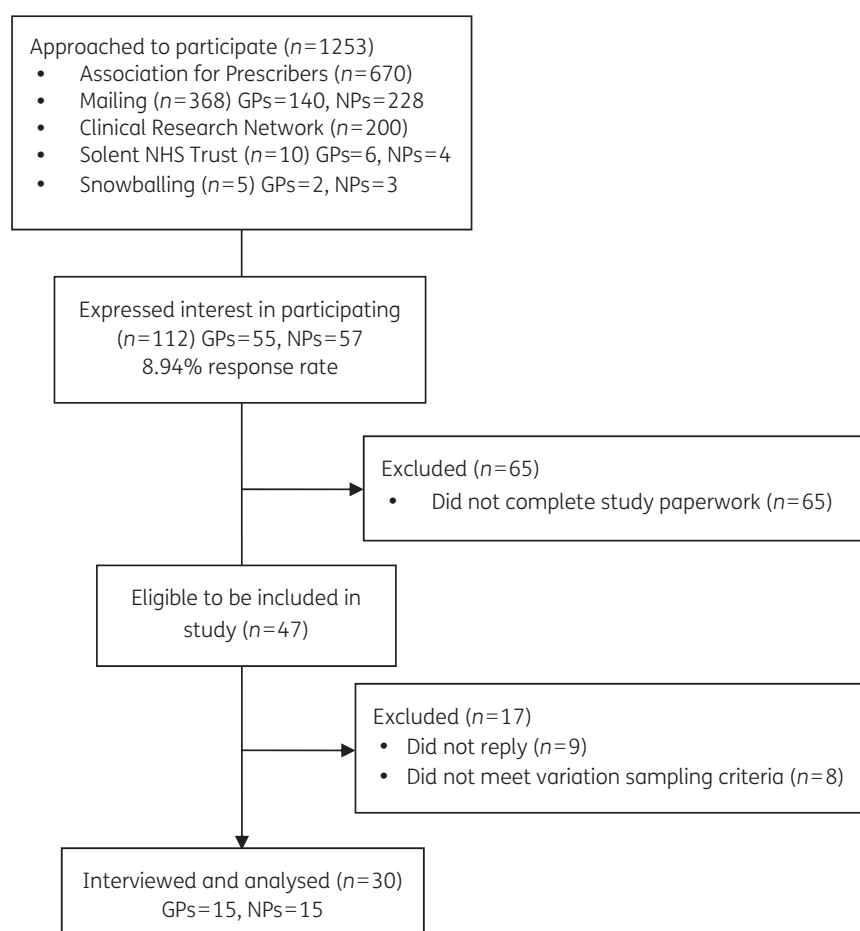 Approached to participate (n=1253)
• Association for Prescribers (n=670)
• Mailing (n=368) GPs=140, NPs=228
• Clinical Research Network (n=200)
• Solent NHS Trust (n=10) GPs=6, NPs=4
• Snowballing (n=5) GPs=2, NPs=3
Expressed interest in participating
(n=112) GPs=55, NPs=57
8.94% response rate
Excluded (n=65)
• Did not complete study paperwork (n=65)
Eligible to be included in
study (n=47)
Excluded (n=17)
• Did not reply (n=9)
• Did not meet variation sampling criteria (n=8)
Interviewed and analysed (n=30)
GPs=15, NPs=15